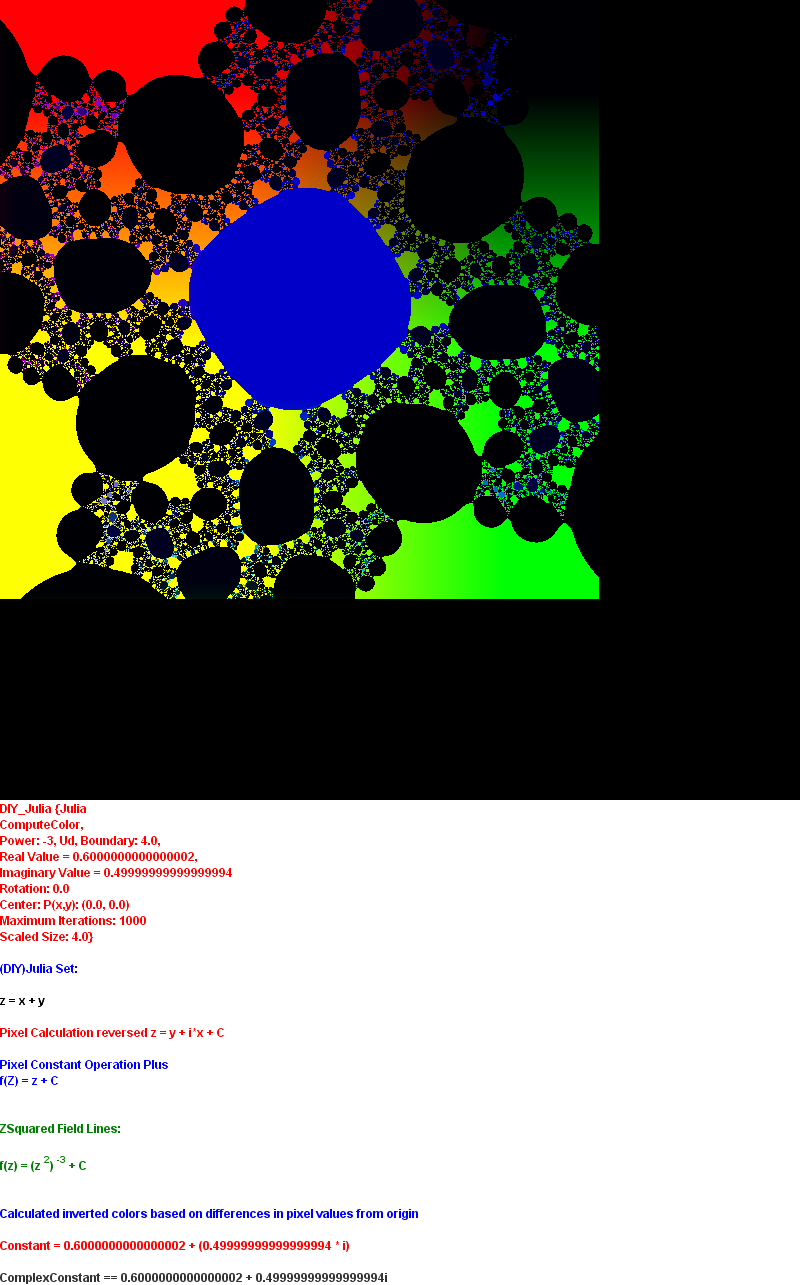 DIY_Julia {Julia
ComputeColor,
Power: -3, Ud, Boundary: 4.0,
Real Value = 0.6000000000000002,
Imaginary Value = 0.49999999999999994
Rotation: 0.0
Center: P(x,y): (0.0, 0.0)
Maximum Iterations: 1000
Scaled Size: 4.0}
(DIY)Julia Set:
z = x + y
Pixel Calculation reversed z = y + i*x + C
Pixel Constant Operation Plus
f(Z) = z + C
ZSquared Field Lines:
f(z) = (z ²) ⁻³ + C
Calculated inverted colors based on differences in pixel values from origin
Constant = 0.6000000000000002 + (0.49999999999999994 * i)
ComplexConstant == 0.6000000000000002 + 0.49999999999999994i